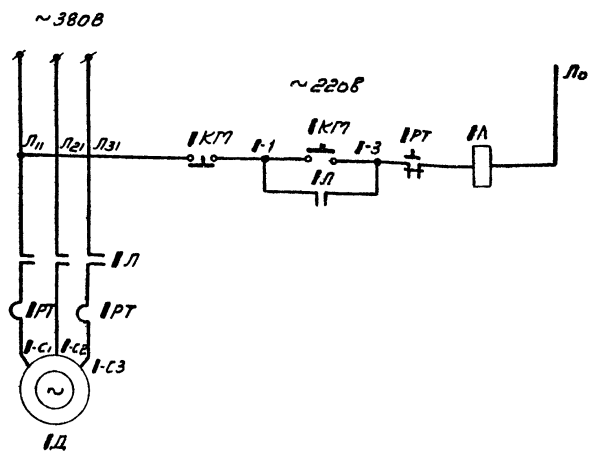 ~380В
~220В
Л0
Л11 Л21 Л31
1КМ
1-1
1КМ
1-3
1РТ
1Л
1Л
1Л
1РТ
1РТ
1-С1
1-С2
1-С3
~
1Д